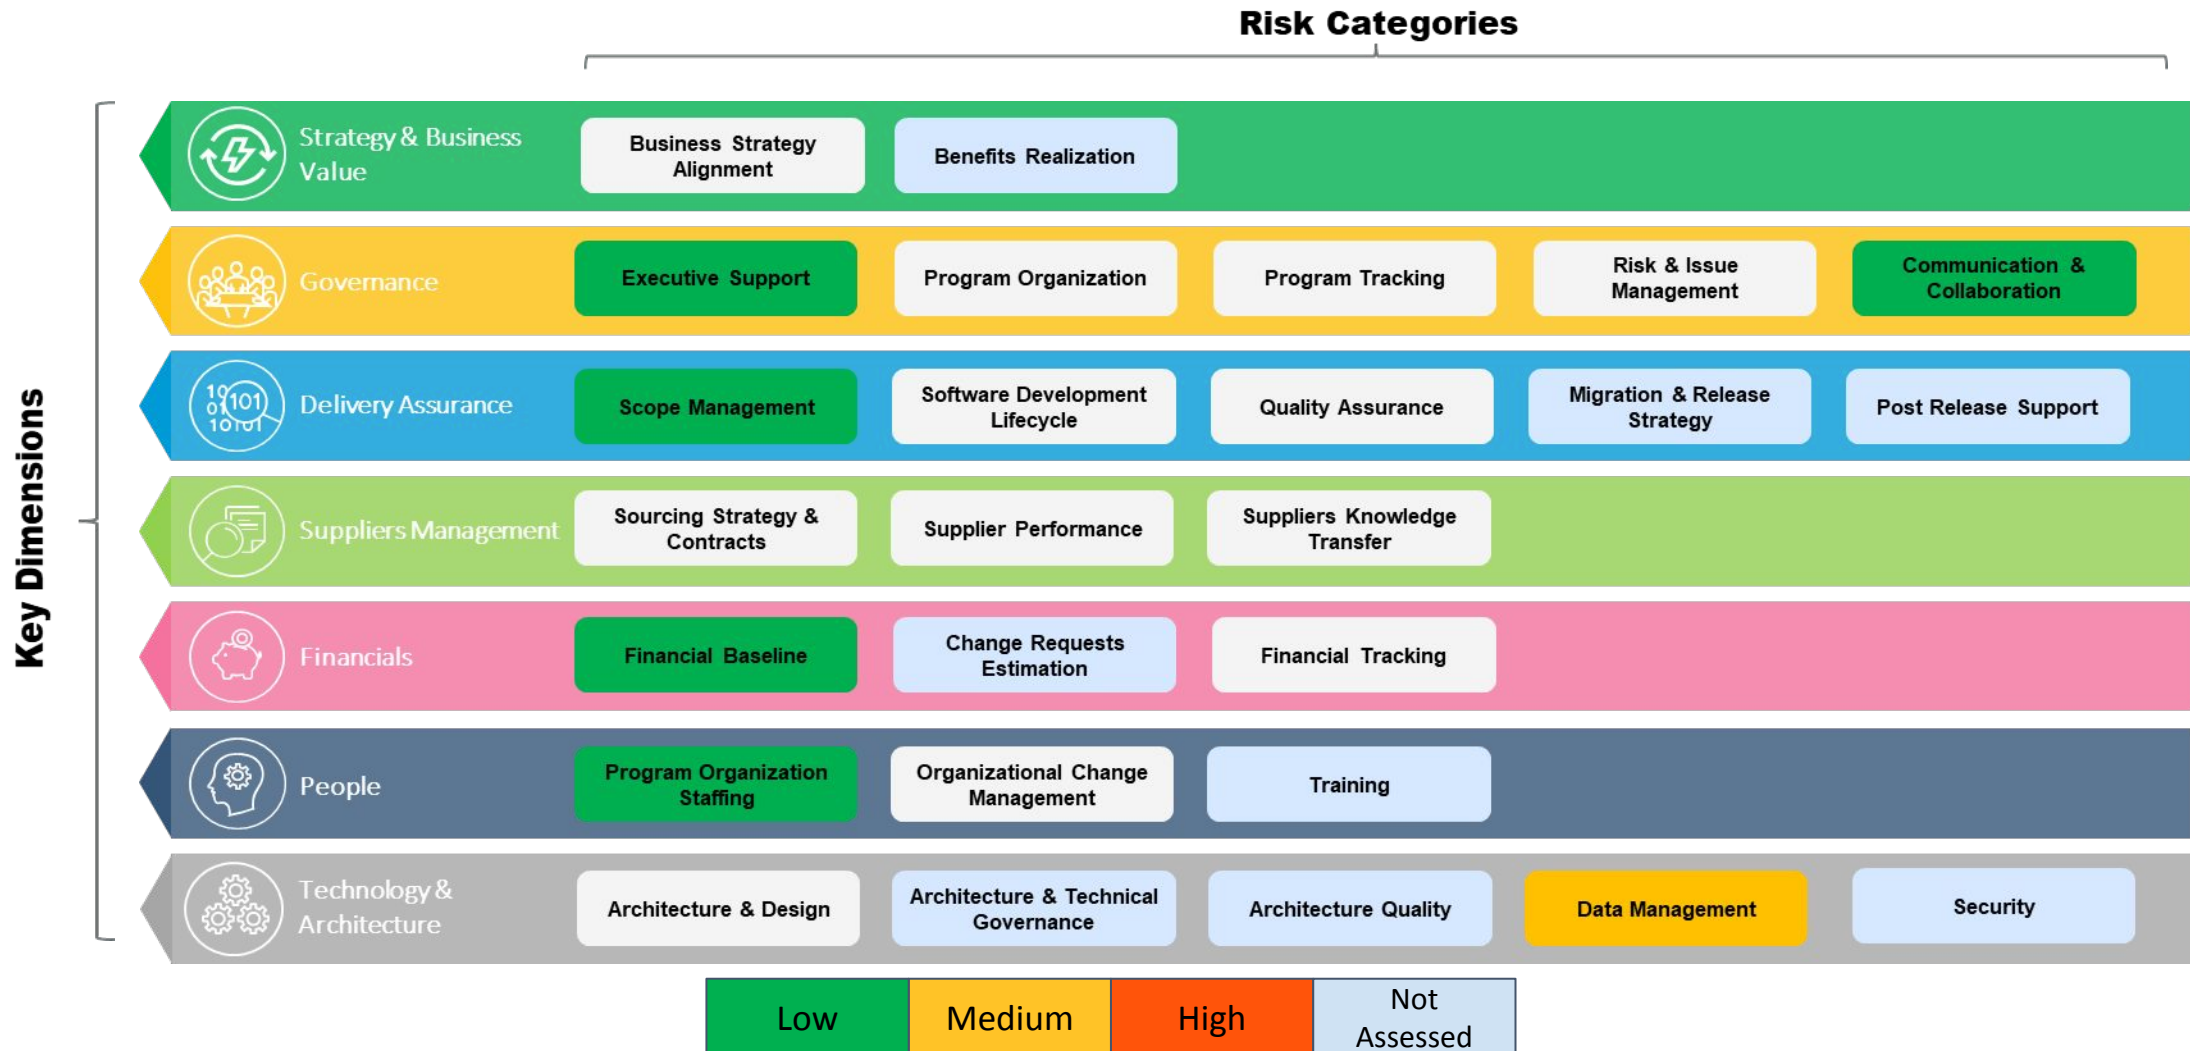 Risk Categories
Key Dimensions
Strategy & Business
Value
Business Strategy
Alignment
Benefits Realization
Governance
Executive Support
Program Organization
Program Tracking
Risk & Issue
Management
Communication &
Collaboration
10
01
101
10101
Delivery Assurance
Scope Management
Software Development
Lifecycle
Quality Assurance
Migration & Release
Strategy
Post Release Support
Suppliers Management
Sourcing Strategy &
Contracts
Supplier Performance
Suppliers Knowledge
Transfer
Financials
Financial Baseline
Change Requests
Estimation
Financial Tracking
People
Program Organization
Staffing
Organizational Change
Management
Training
Technology &
Architecture
Architecture & Design
Architecture & Technical
Governance
Architecture Quality
Data Management
Security
Low
Medium
High
Not
Assessed